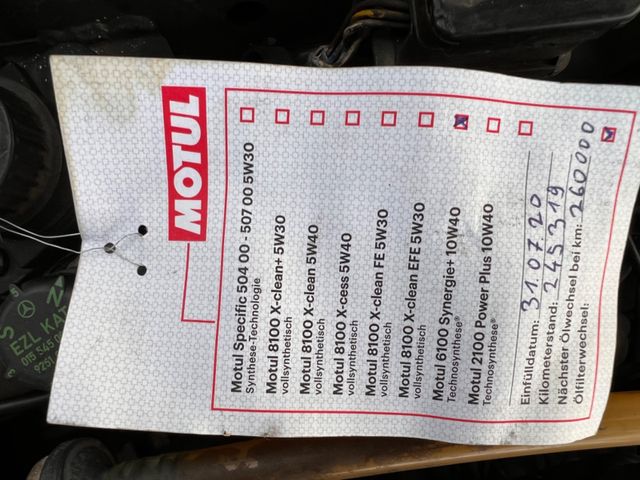 MOTUL
Motul Specific 504 00 - 507 00 5W30
Synthese-Technologie
Motul 8100 X-clean+ 5W30
vollsynthetisch
Motul 8100 X-clean 5W40
vollsynthetisch
Motul 8100 X-cess 5W40
vollsynthetisch
Motul 8100 X-clean FE 5W30
vollsynthetisch
Motul 8100 X-clean EFE 5W30
vollsynthetisch
Motul 6100 Synergie+ 10W40
Technosynthese®
Motul 2100 Power Plus 10W40
Technosynthese®
Einfülldatum: 31.07.20
Kilometerstand: 245 319
Nächster Ölwechsel bei km: 260000
Ölfilterwechsel:
EZL